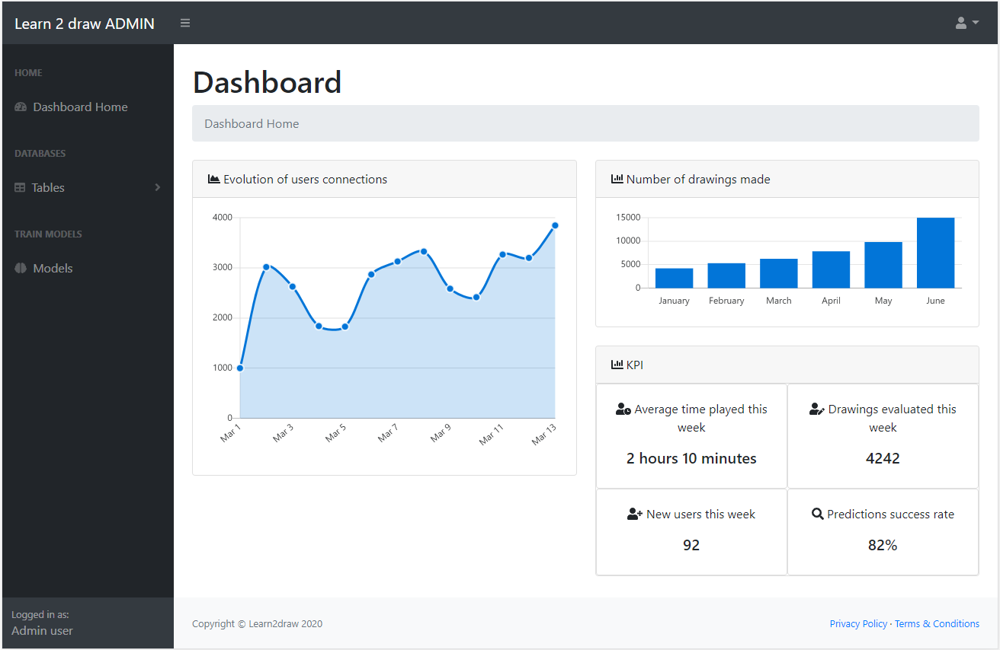 Learn 2 draw ADMIN
HOME
Dashboard Home
DATABASES
Tables
TRAIN MODELS
Models
Logged in as:
Admin user
Dashboard
Dashboard Home
Evolution of users connections
4000
3000
2000
1000
0
Mar 1
Mar 3
Mar 5
Mar 7
Mar 9
Mar 11
Mar 13
Number of drawings made
15000
10000
5000
0
January
February
March
April
May
June
KPI
Average time played this
week
2 hours 10 minutes
Drawings evaluated this
week
4242
New users this week
92
Predictions success rate
82%
Copyright © Learn2draw 2020
Privacy Policy · Terms & Conditions